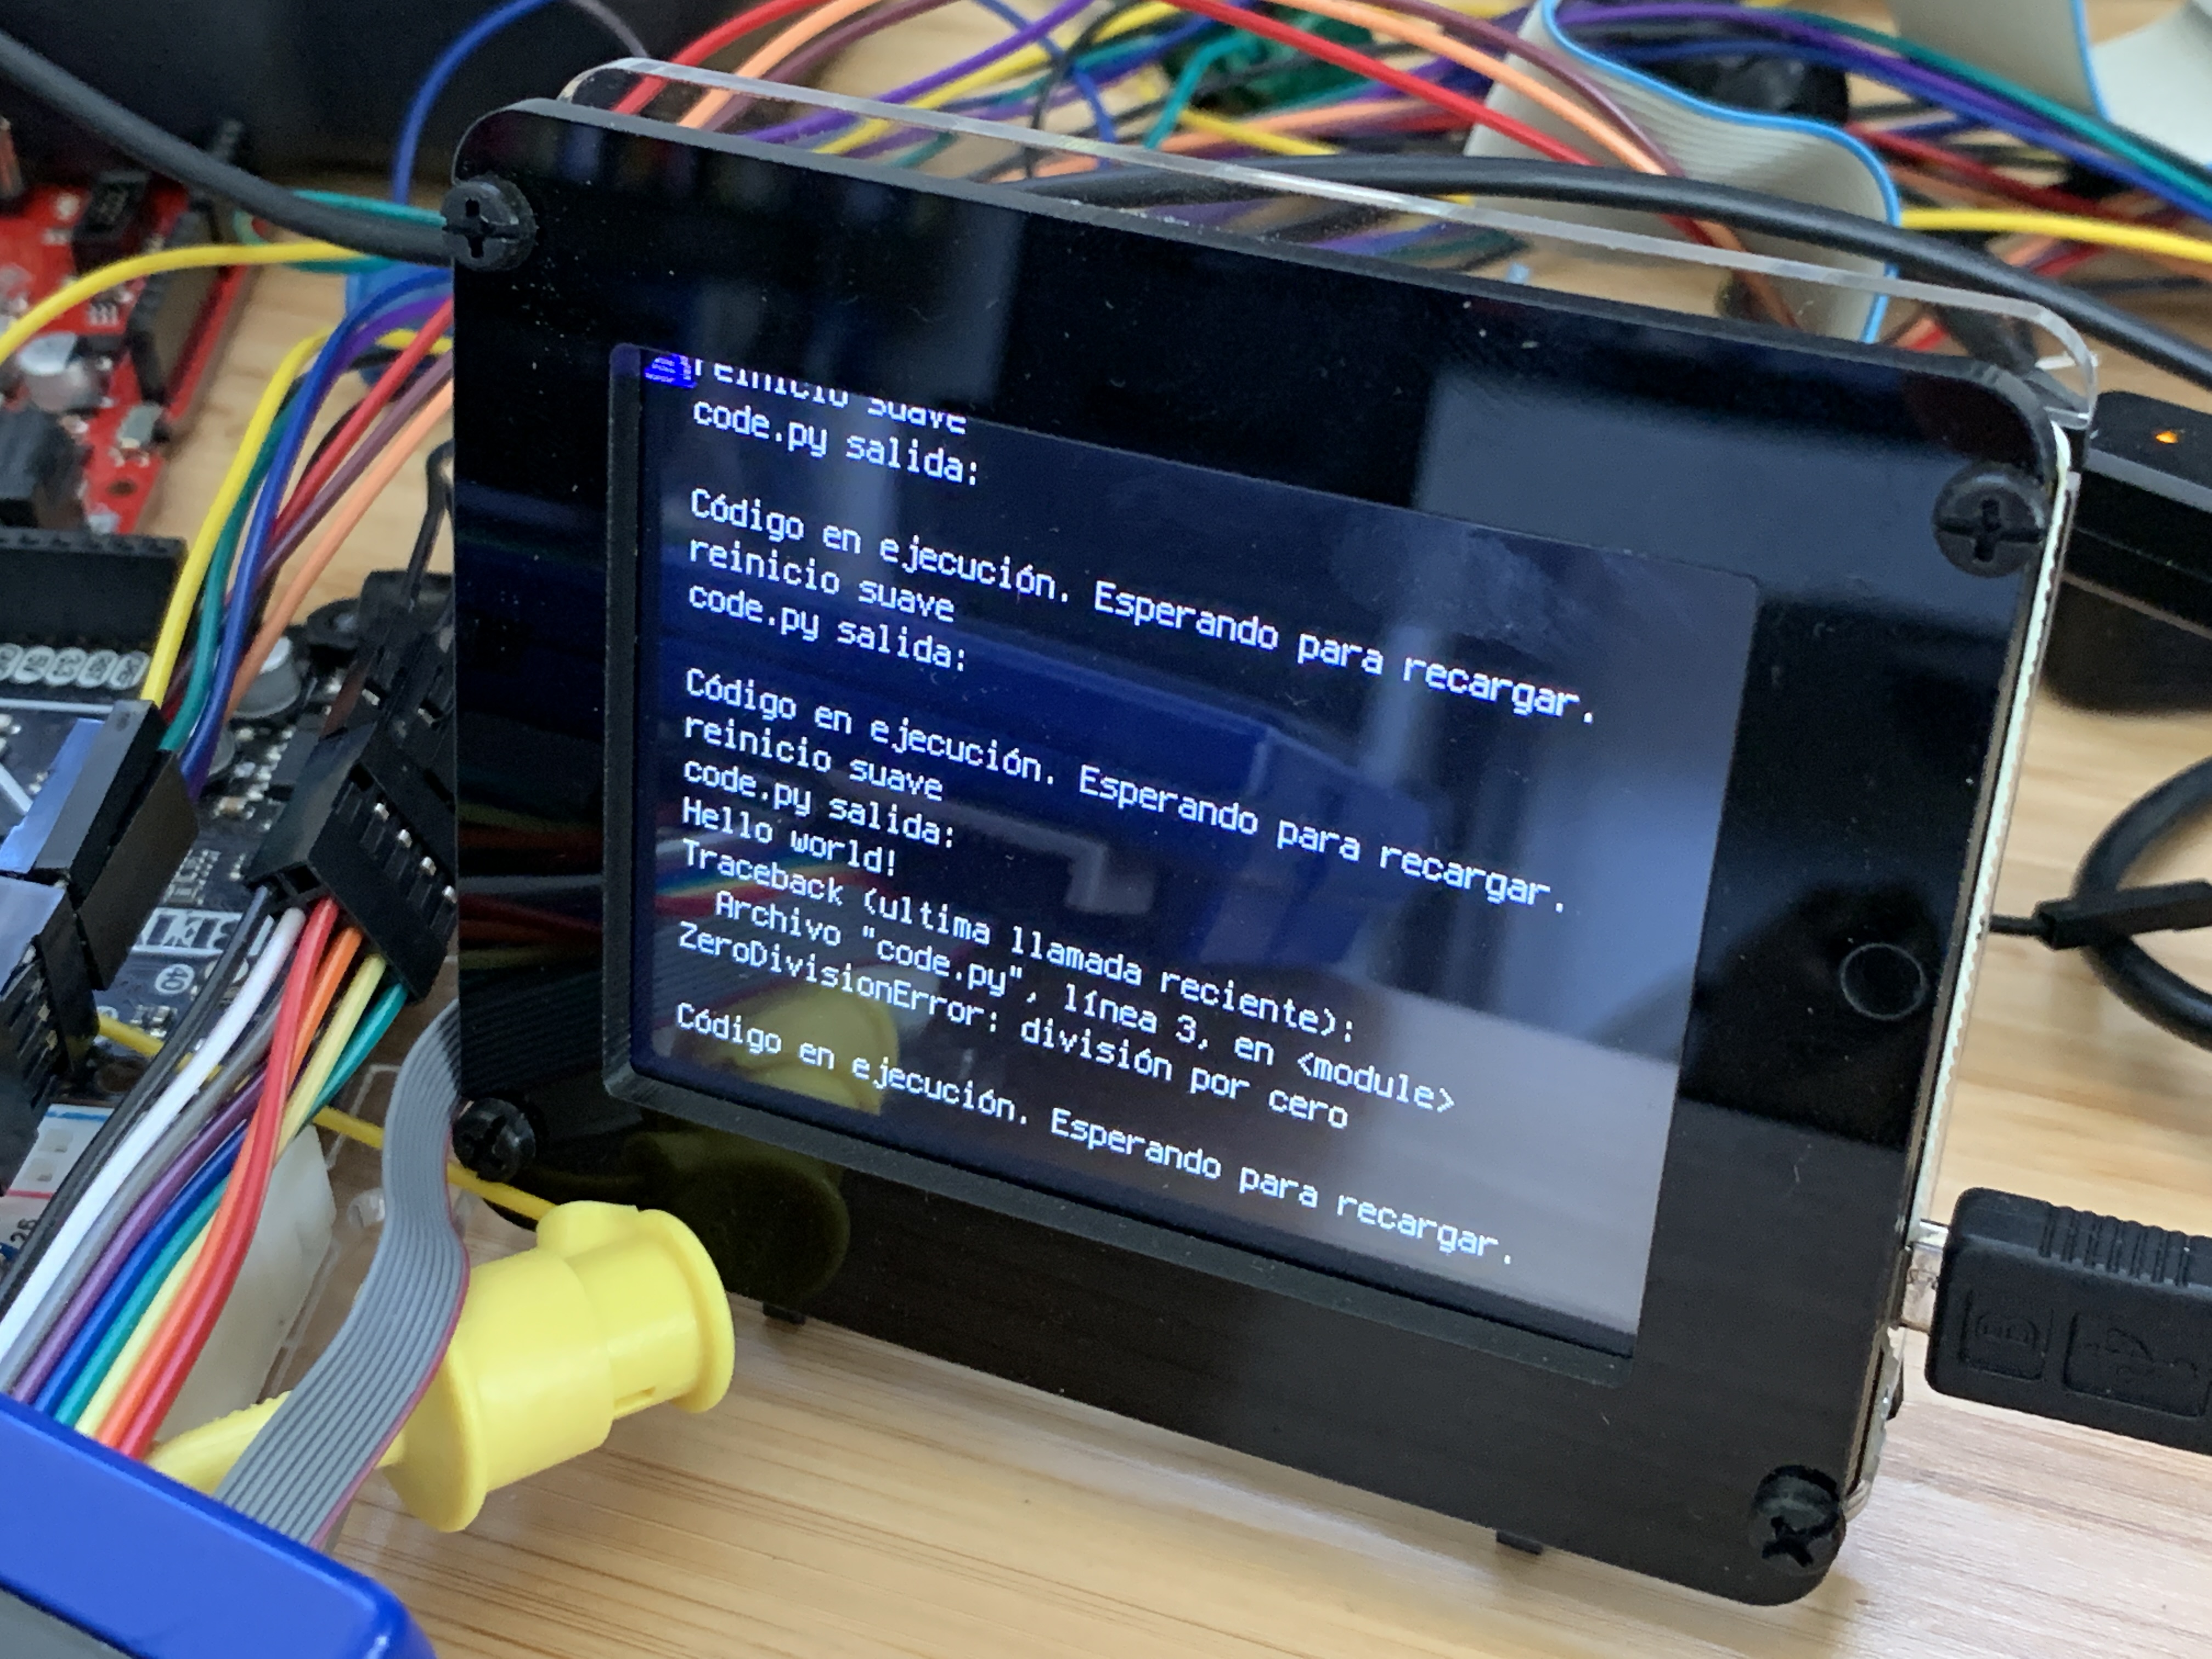 reinicio suave
code.py salida:
Código en ejecución. Esperando para recargar.
reinicio suave
code.py salida:
Código en ejecución. Esperando para recargar.
reinicio suave
code.py salida:
Hello world!
Traceback (ultima llamada reciente):
Archivo "code.py", línea 3, en <module>
ZeroDivisionError: división por cero
Código en ejecución. Esperando para recargar.